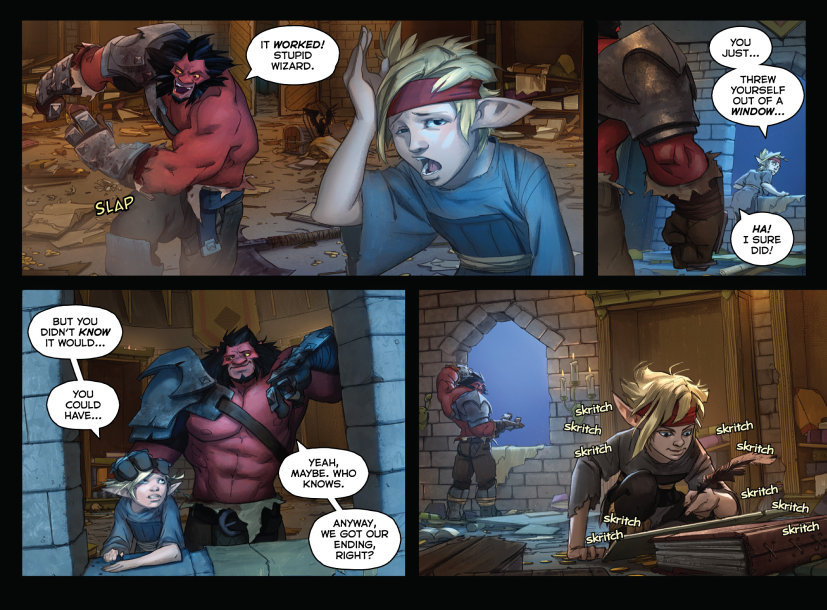 IT WORKED!
STUPID
WIZARD.
SLAP
YOU
JUST...
THREW
YOURSELF
OUT OF A
WINDOW...
HA!
I SURE
DID!
BUT YOU
DIDN'T KNOW
IT WOULD...
YOU
COULD
HAVE...
YEAH,
MAYBE. WHO
KNOWS.
ANYWAY,
WE GOT OUR
ENDING,
RIGHT?
skritch
skritch
skritch
skritch
skritch
skritch
skritch
skritch
skritch
skritch